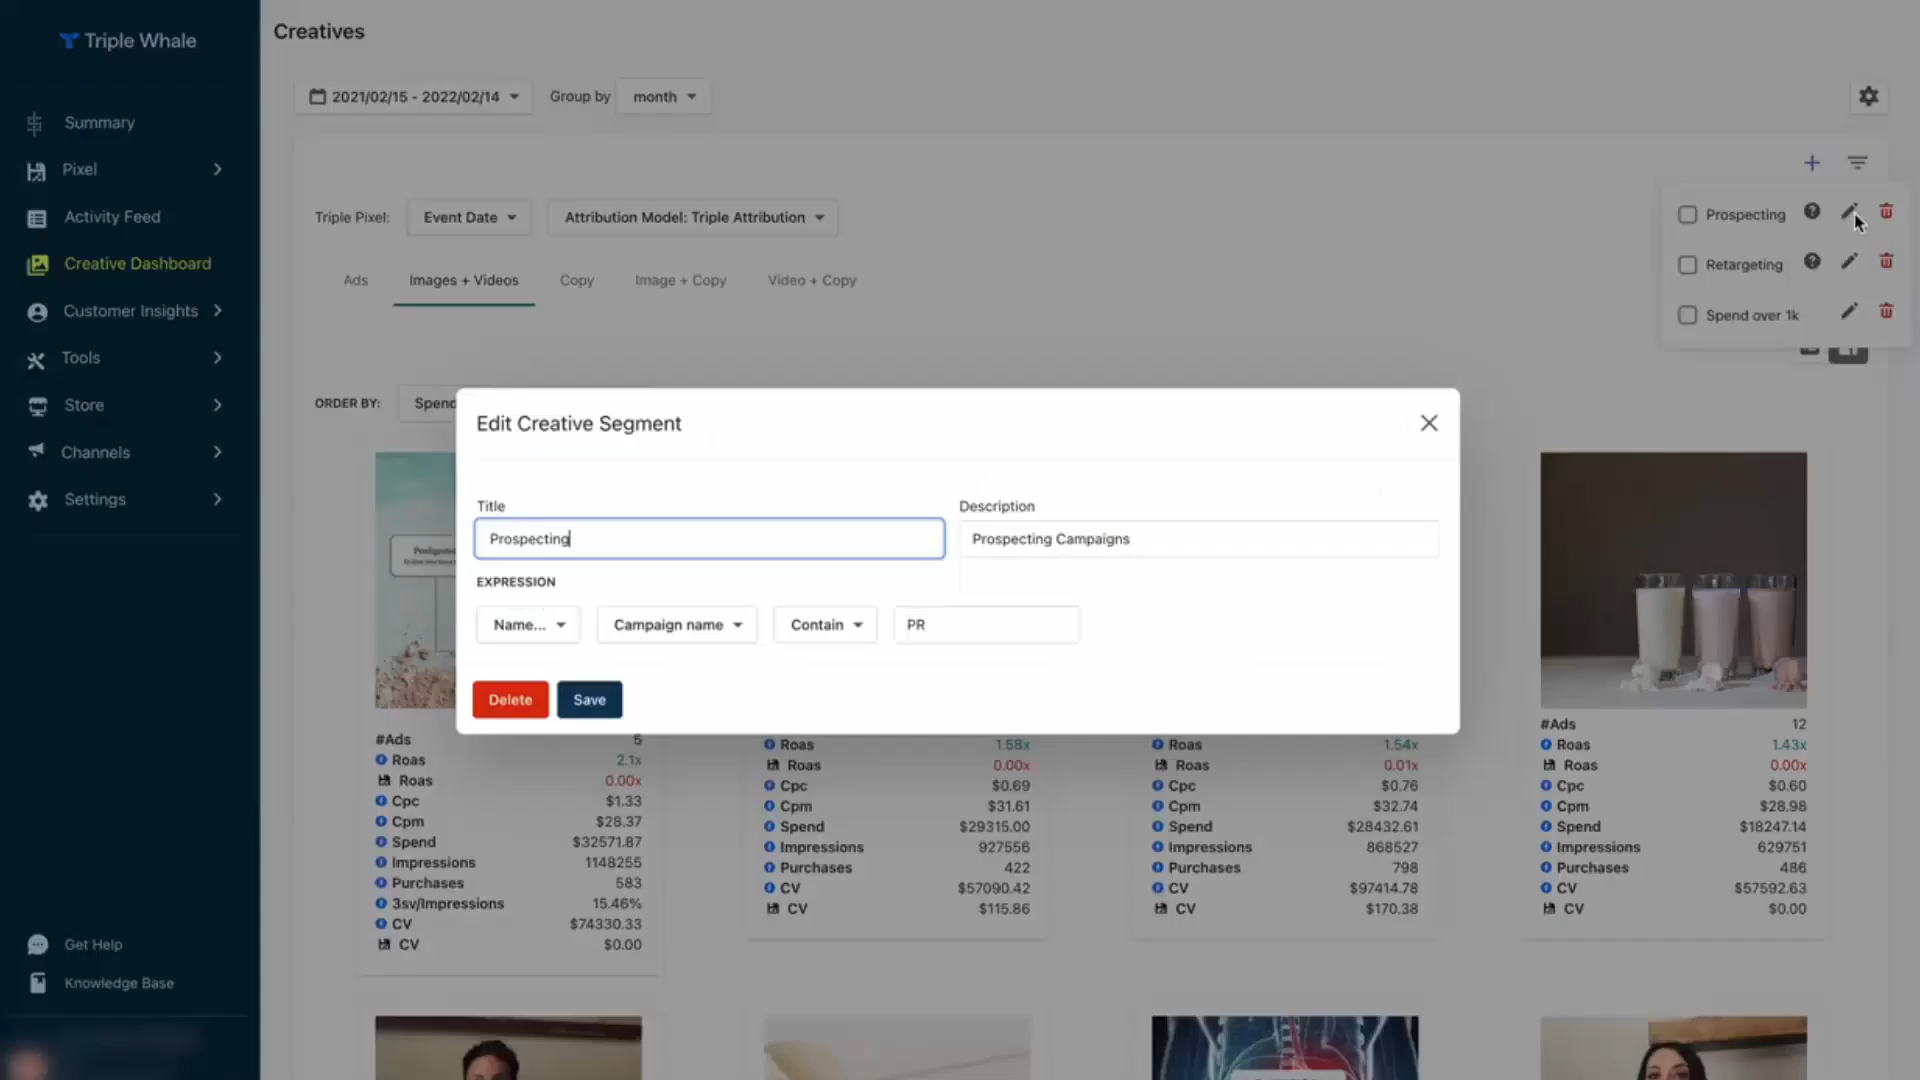 Triple Whale
Summary
Pixel
Activity Feed
Creative Dashboard
Customer Insights
Tools
Store
Channels
Settings
Get Help
Knowledge Base
Creatives
2021/02/15 - 2022/02/14
Group by
month
Triple Pixel:
Event Date
Attribution Model: Triple Attribution
Ads
Images + Videos
Copy
Image + Copy
Video + Copy
Prospecting
Retargeting
Spend over 1k
ORDER BY:
Spend
Edit Creative Segment
Title
Description
Prospecting
Prospecting Campaigns
EXPRESSION
Name...
Campaign name
Contain
PR
Delete
Save
#Ads 5
Roas 2.1x
Roas 0.00x
Cpc $1.33
Cpm $28.37
Spend $32571.87
Impressions 1148255
Purchases 583
3sv/Impressions 15.46%
CV $74330.33
CV $0.00
Roas 1.58x
Roas 0.00x
Cpc $0.69
Cpm $31.61
Spend $29315.00
Impressions 927556
Purchases 422
CV $57090.42
CV $115.86
Roas 1.54x
Roas 0.01x
Cpc $0.76
Cpm $32.74
Spend $28432.61
Impressions 868527
Purchases 798
CV $97414.78
CV $170.38
#Ads 12
Roas 1.43x
Roas 0.00x
Cpc $0.60
Cpm $28.98
Spend $18247.14
Impressions 629751
Purchases 486
CV $57592.63
CV $0.00